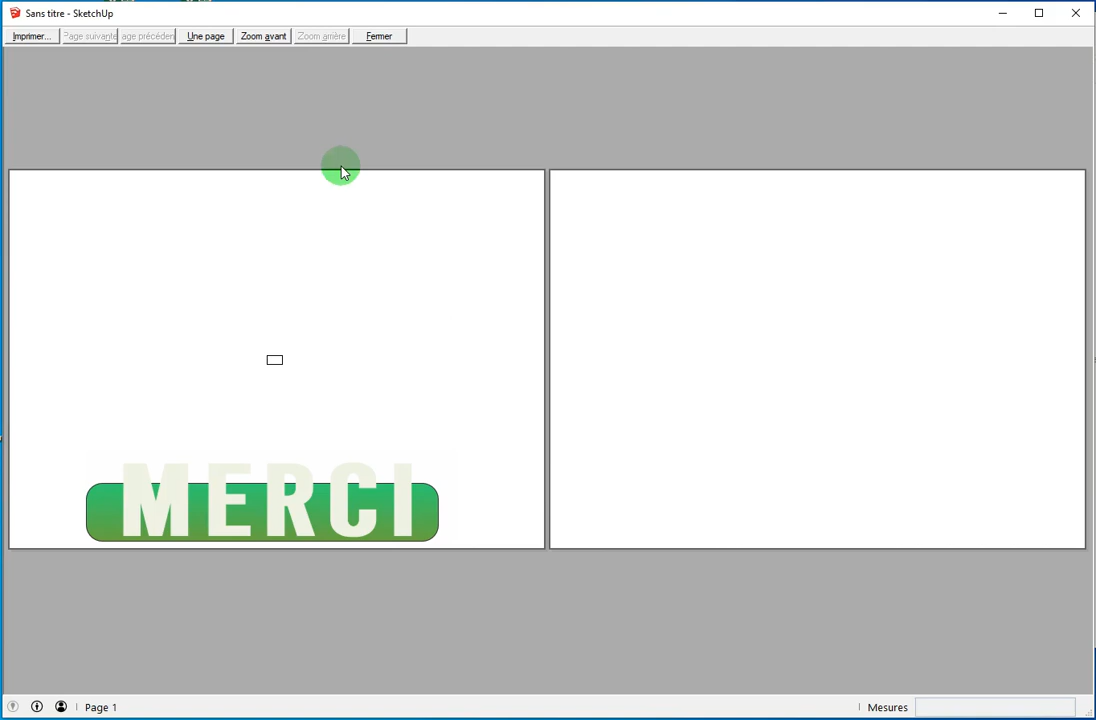 Sans titre - SketchUp
Imprimer... Page suivante age précéden Une page Zoom avant Zoom arrière Fermer
MERCI
Page 1 Mesures